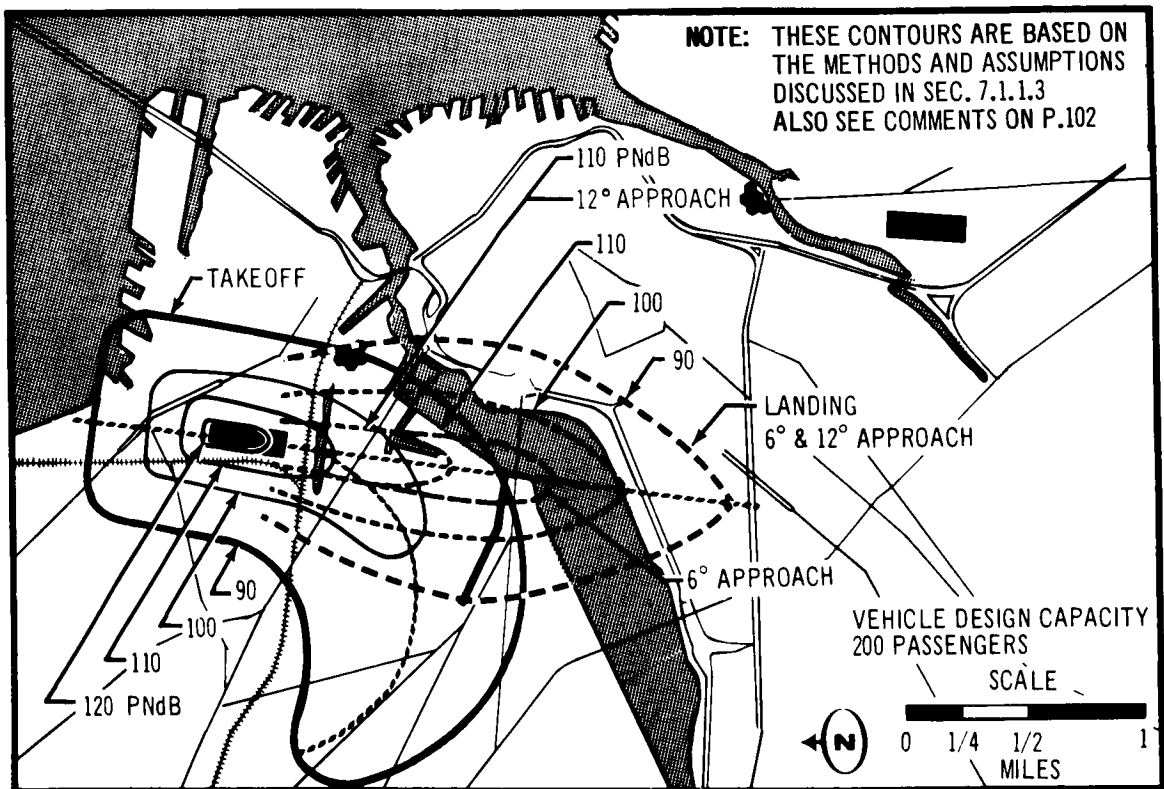 NOTE: THESE CONTOURS ARE BASED ON
THE METHODS AND ASSUMPTIONS
DISCUSSED IN SEC. 7.1.1.3
ALSO SEE COMMENTS ON P.102
110 PNdB
12° APPROACH
110
TAKEOFF
100
90
LANDING
6° & 12° APPROACH
6° APPROACH
90
100
110
120 PNdB
VEHICLE DESIGN CAPACITY
200 PASSENGERS
SCALE
N
0 1/4 1/2 1
MILES